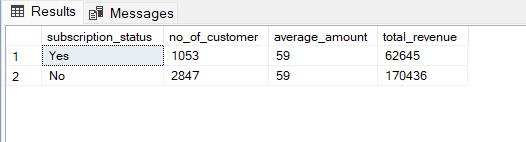 Results Messages
subscription_status no_of_customer average_amount total_revenue
1 Yes 1053 59 62645
2 No 2847 59 170436